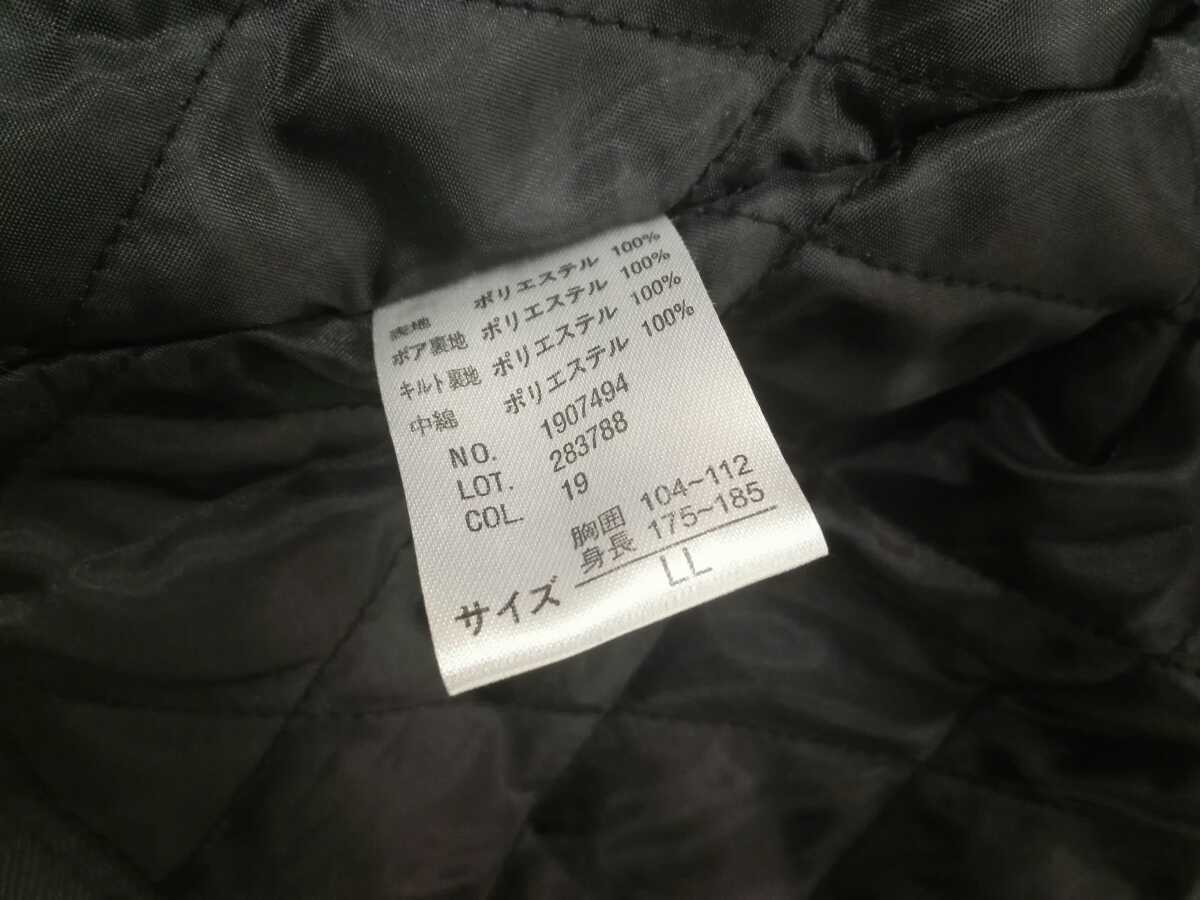 表地 ポリエステル 100%
ボア裏地 ポリエステル 100%
キルト裏地 ポリエステル 100%
中綿 ポリエステル 100%
NO. 1907494
LOT. 283788
COL. 19
胸囲 104~112
身長 175~185
サイズ LL